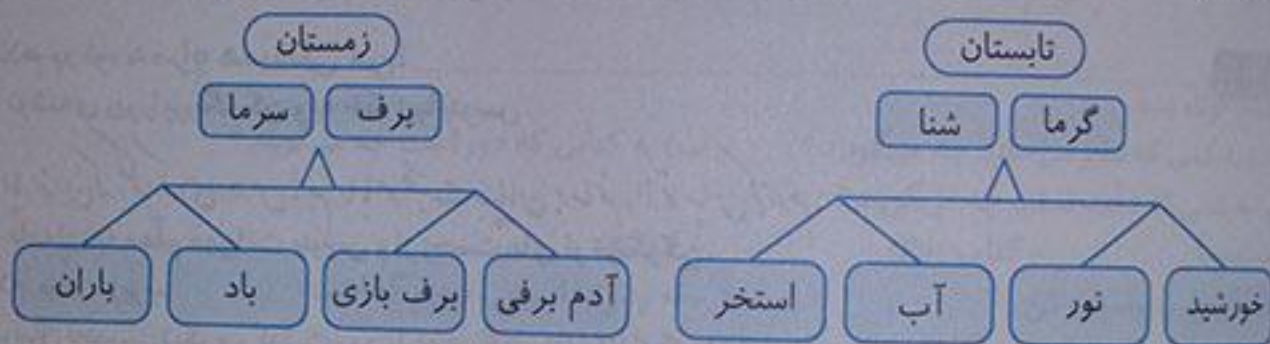 تابستان
گرما شنا
خورشید نور آب استخر
زمستان
برف سرما
آدم برفی برف بازی باد باران